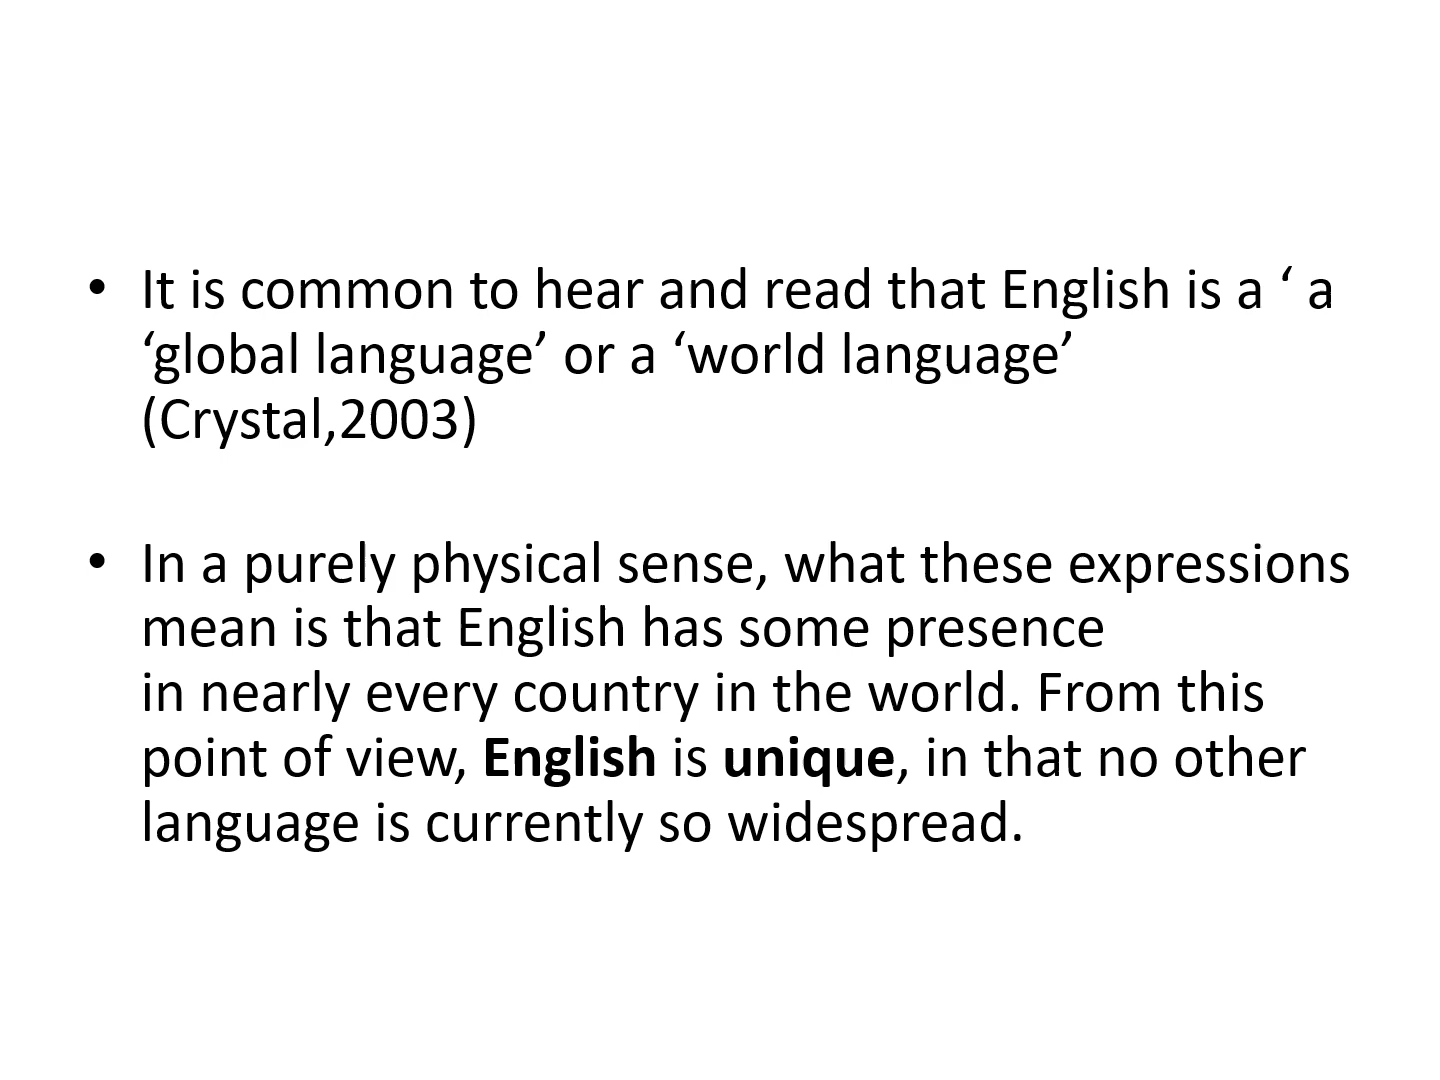 • It is common to hear and read that English is a ‘ a
‘global language’ or a ‘world language’
(Crystal,2003)
• In a purely physical sense, what these expressions
mean is that English has some presence
in nearly every country in the world. From this
point of view, English is unique, in that no other
language is currently so widespread.